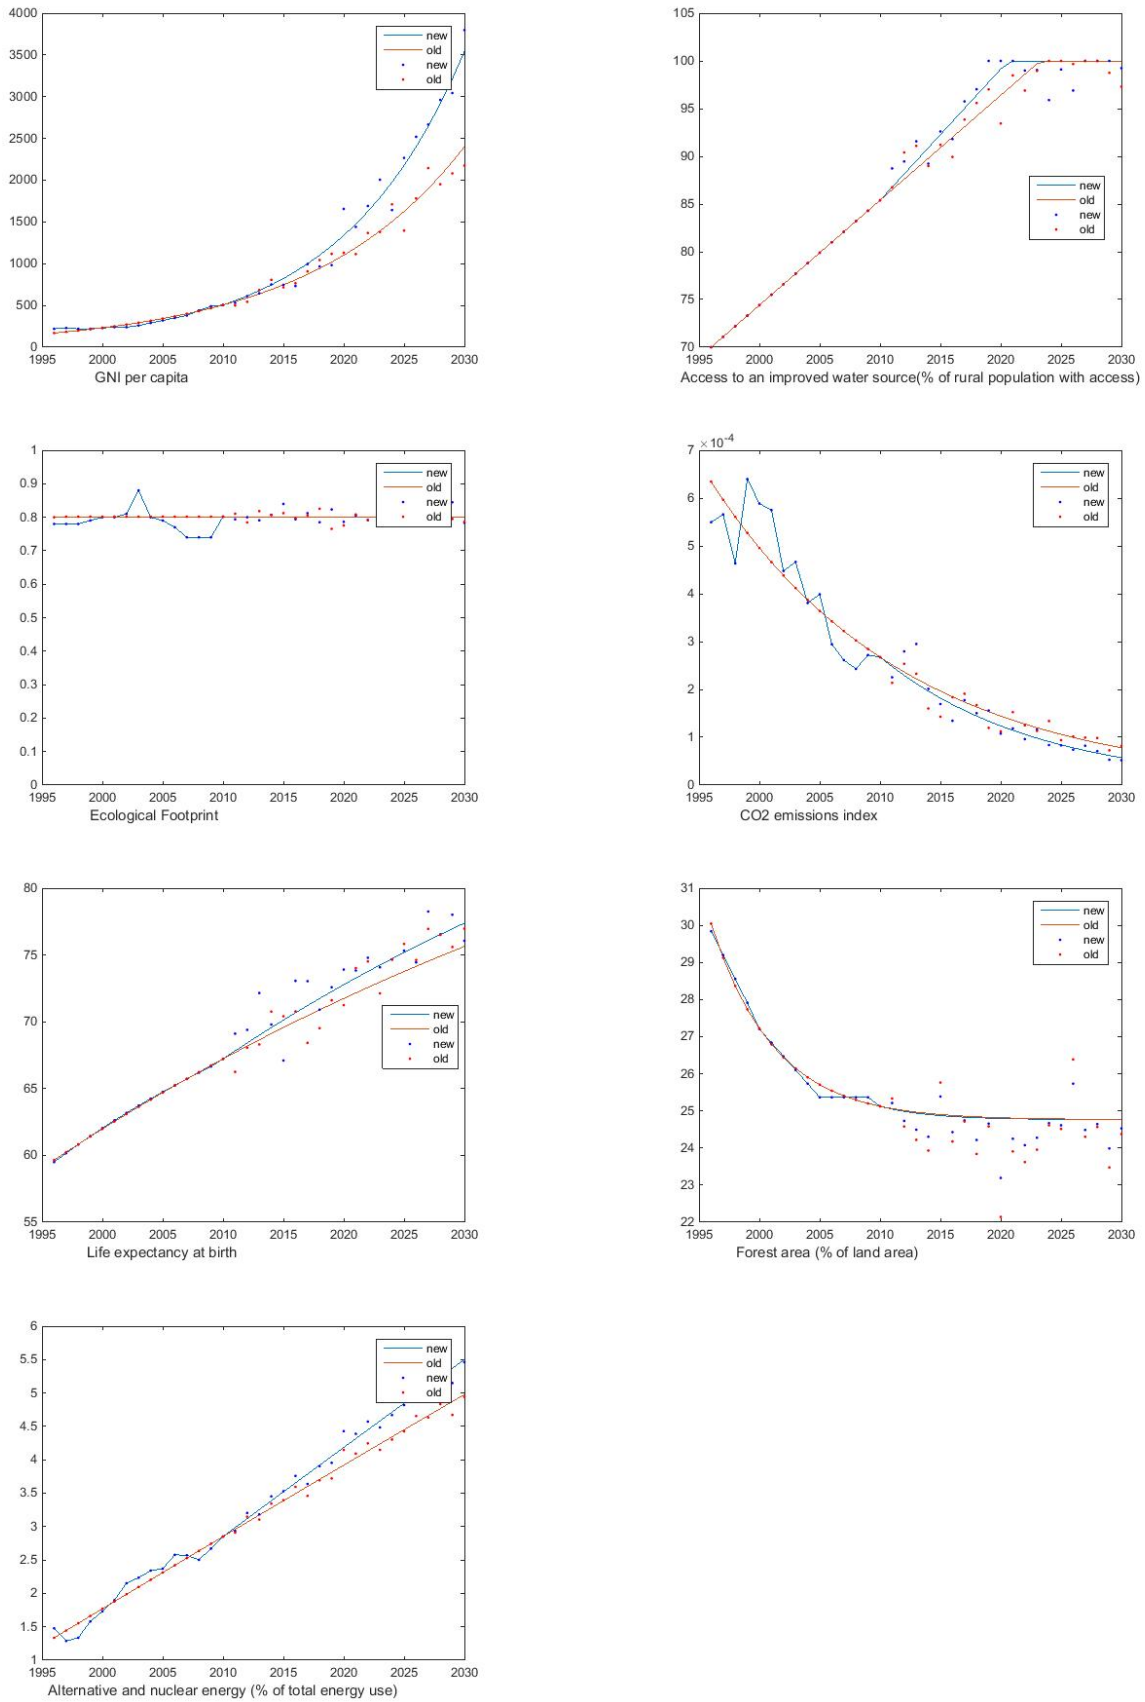 4000
3500
3000
2500
2000
1500
1000
500
0
new
old
new
old
1995 2000 2005 2010 2015 2020 2025 2030
GNI per capita
105
100
95
90
85
80
75
70
new
old
new
old
1995 2000 2005 2010 2015 2020 2025 2030
Access to an improved water source(% of rural population with access)
1
0.9
0.8
0.7
0.6
0.5
0.4
0.3
0.2
0.1
0
new
old
new
old
1995 2000 2005 2010 2015 2020 2025 2030
Ecological Footprint
×10-4
7
6
5
4
3
2
1
0
new
old
new
old
1995 2000 2005 2010 2015 2020 2025 2030
CO2 emissions index
80
75
70
65
60
55
new
old
new
old
1995 2000 2005 2010 2015 2020 2025 2030
Life expectancy at birth
31
30
29
28
27
26
25
24
23
22
new
old
new
old
1995 2000 2005 2010 2015 2020 2025 2030
Forest area (% of land area)
6
5.5
5
4.5
4
3.5
3
2.5
2
1.5
1
new
old
new
old
1995 2000 2005 2010 2015 2020 2025 2030
Alternative and nuclear energy (% of total energy use)